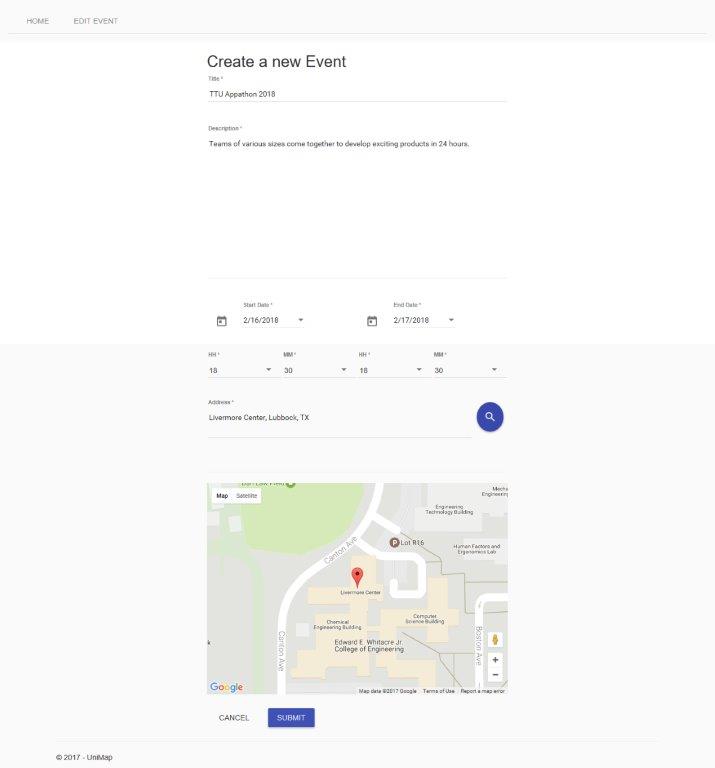 HOME EDIT EVENT
Create a new Event
Title *
TTU Appathon 2018
Description *
Teams of various sizes come together to develop exciting products in 24 hours.
Start Date * End Date *
2/16/2018 2/17/2018
HH * MM * HH * MM *
18 30 18 30
Address *
Livermore Center, Lubbock, TX
Map Satellite
Engineering
Technology Building
Canton Ave
P Lot R16
Human Factors and
Ergonomics Lab
Livermore Center
Chemical
Engineering Building
Computer
Science Building
Edward E. Whitacre Jr.
College of Engineering
Canton Ave
Boston Ave
k
+
−
Google
Map data ©2017 Google Terms of Use Report a map error
CANCEL SUBMIT
© 2017 - UniMap